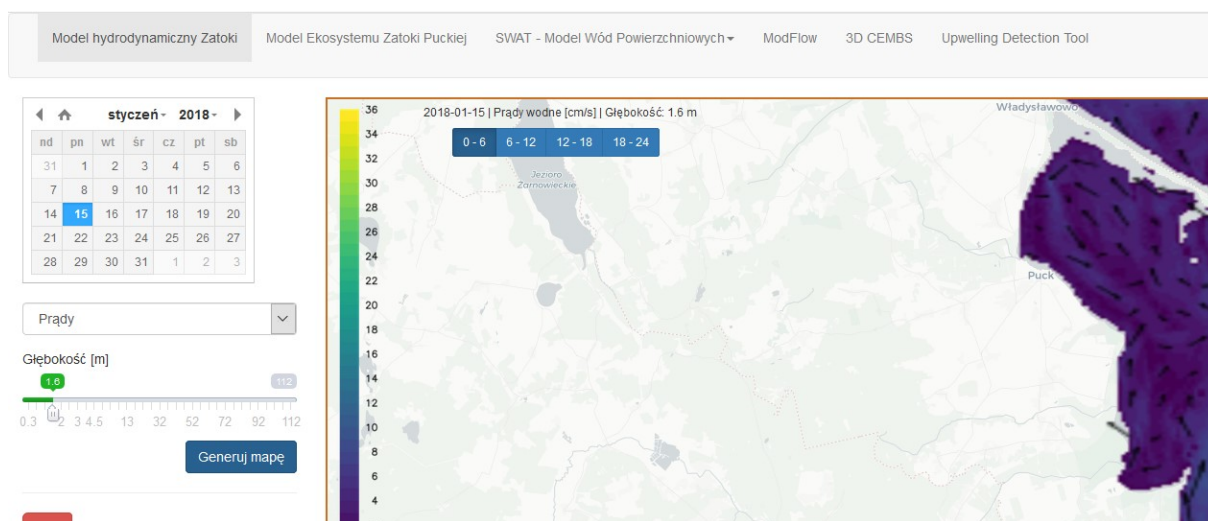 Model hydrodynamiczny Zatoki Model Ekosystemu Zatoki Puckiej SWAT - Model Wód Powierzchniowych ModFlow 3D CEMBS Upwelling Detection Tool
styczeń 2018
nd pn wt śr cz pt sb
31 1 2 3 4 5 6
7 8 9 10 11 12 13
14 15 16 17 18 19 20
21 22 23 24 25 26 27
28 29 30 31 1 2 3
Prądy
Głębokość [m]
1.6 112
0.3 2 3 4.5 13 32 52 72 92 112
Generuj mapę
2018-01-15 | Prądy wodne [cm/s] | Głębokość: 1.6 m
0 - 6 6 - 12 12 - 18 18 - 24
36
34
32
30
28
26
24
22
20
18
16
14
12
10
8
6
4
Jezioro
Żarnowieckie
Władysławowo
Puck